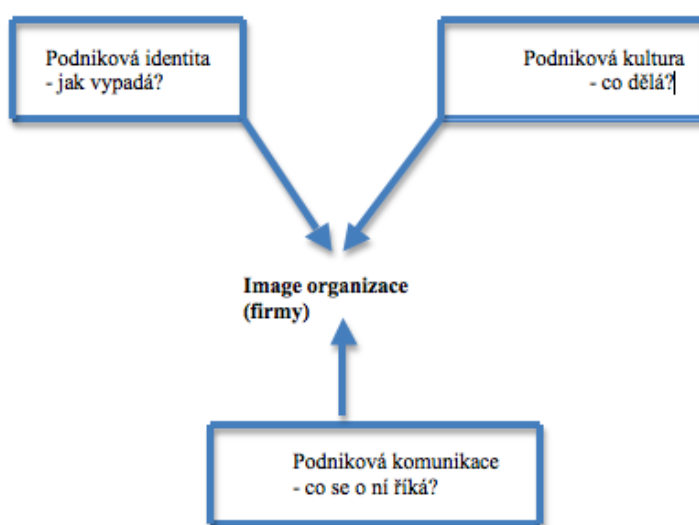 Podniková identita
- jak vypadá?
Podniková kultura
- co dělá?
Image organizace
(firmy)
Podniková komunikace
- co se o ní říká?